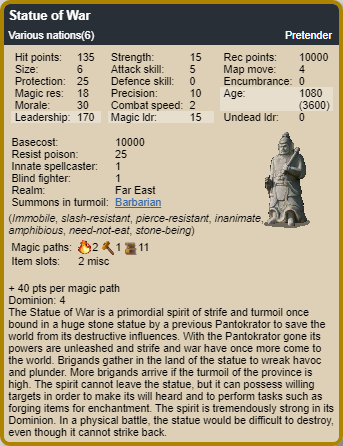 Statue of War
Various nations(6) Pretender
Hit points: 135 Strength: 15 Rec points: 10000
Size: 6 Attack skill: 5 Map move: 4
Protection: 25 Defence skill: 0 Encumbrance: 0
Magic res: 18 Precision: 10 Age: 1080
Morale: 30 Combat speed: 2 (3600)
Leadership: 170 Magic ldr: 15 Undead ldr: 0
Basecost: 10000
Resist poison: 25
Innate spellcaster: 1
Blind fighter: 1
Realm: Far East
Summons in turmoil: Barbarian
(Immobile, slash-resistant, pierce-resistant, inanimate,
amphibious, need-not-eat, stone-being)
Magic paths: 2 1 11
Item slots: 2 misc
+ 40 pts per magic path
Dominion: 4
The Statue of War is a primordial spirit of strife and turmoil once
bound in a huge stone statue by a previous Pantokrator to save the
world from its destructive influences. With the Pantokrator gone its
powers are unleashed and strife and war have once more come to
the world. Brigands gather in the land of the statue to wreak havoc
and plunder. More brigands arrive if the turmoil of the province is
high. The spirit cannot leave the statue, but it can possess willing
targets in order to make its will heard and to perform tasks such as
forging items for enchantment. The spirit is tremendously strong in its
Dominion. In a physical battle, the statue would be difficult to destroy,
even though it cannot strike back.